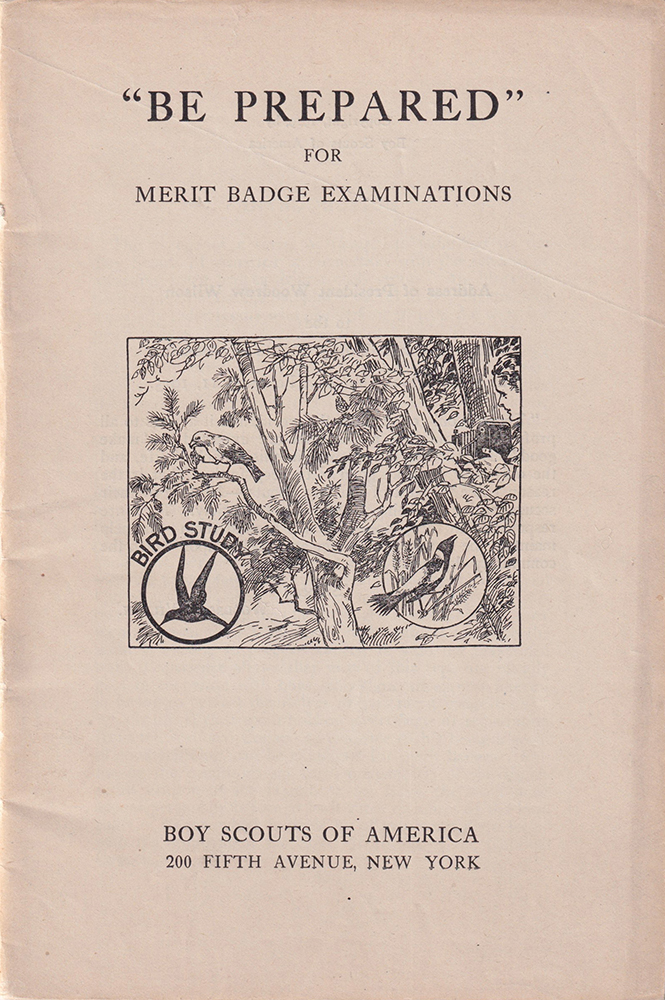 “BE PREPARED”
FOR
MERIT BADGE EXAMINATIONS
BIRD STUDY
BOY SCOUTS OF AMERICA
200 FIFTH AVENUE, NEW YORK